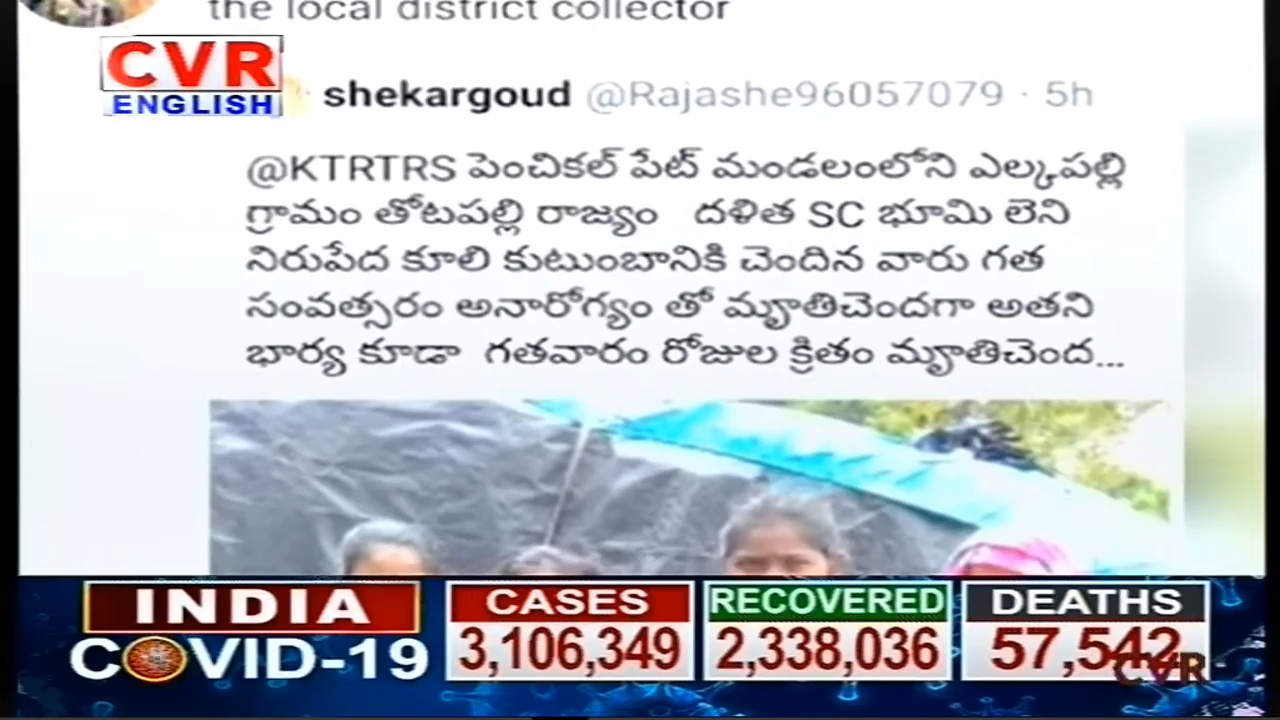 the local district collector
CVR
ENGLISH
shekargoud @Rajashe96057079 · 5h
@KTRTRS పెంచికల్ పేట్ మండలంలోని ఎల్కపల్లి
గ్రామం తోటపల్లి రాజ్యం దళిత SC భూమి లెని
నిరుపేద కూలి కుటుంబానికి చెందిన వారు గత
సంవత్సరం అనారోగ్యం తో మృతిచెందగా అతని
భార్య కూడా గతవారం రోజుల క్రితం మృతిచెంద...
INDIA
COVID-19
CASES
3,106,349
RECOVERED
2,338,036
DEATHS
57,542
CVR